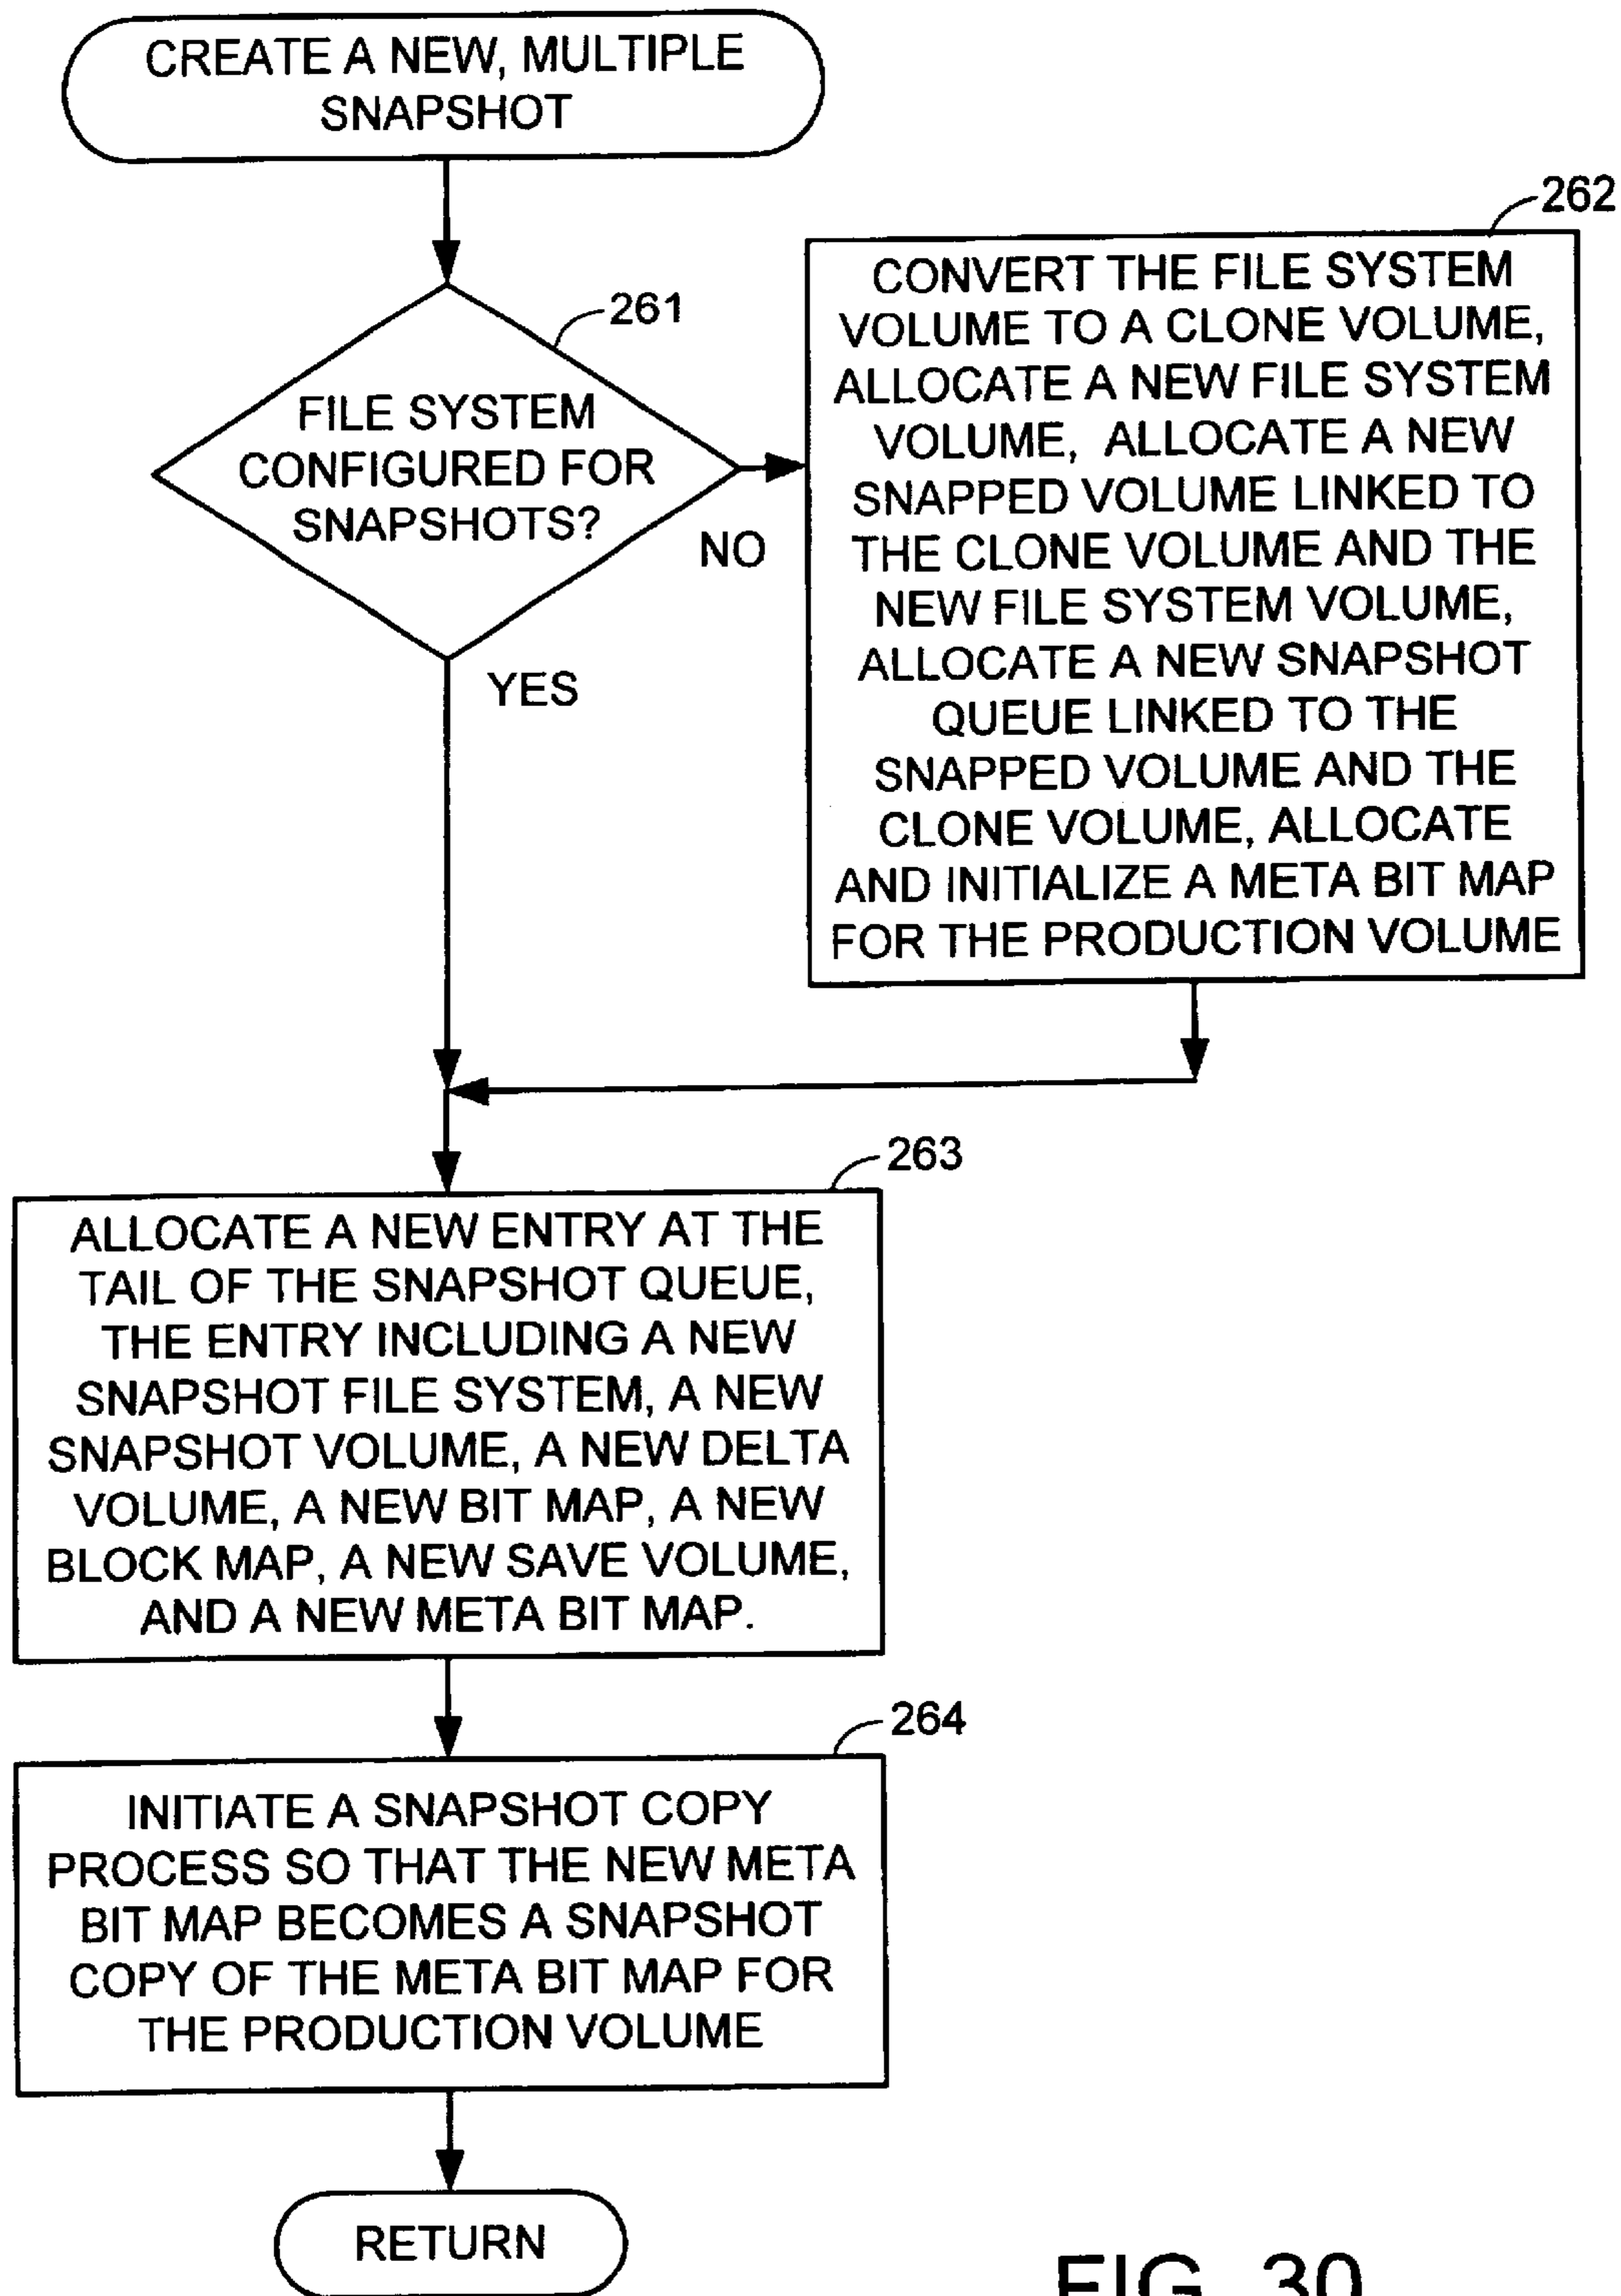 CREATE A NEW, MULTIPLE
SNAPSHOT
261
FILE SYSTEM
CONFIGURED FOR
SNAPSHOTS?
NO
YES
262
CONVERT THE FILE SYSTEM
VOLUME TO A CLONE VOLUME,
ALLOCATE A NEW FILE SYSTEM
VOLUME, ALLOCATE A NEW
SNAPPED VOLUME LINKED TO
THE CLONE VOLUME AND THE
NEW FILE SYSTEM VOLUME,
ALLOCATE A NEW SNAPSHOT
QUEUE LINKED TO THE
SNAPPED VOLUME AND THE
CLONE VOLUME, ALLOCATE
AND INITIALIZE A META BIT MAP
FOR THE PRODUCTION VOLUME
263
ALLOCATE A NEW ENTRY AT THE
TAIL OF THE SNAPSHOT QUEUE,
THE ENTRY INCLUDING A NEW
SNAPSHOT FILE SYSTEM, A NEW
SNAPSHOT VOLUME, A NEW DELTA
VOLUME, A NEW BIT MAP, A NEW
BLOCK MAP, A NEW SAVE VOLUME,
AND A NEW META BIT MAP.
264
INITIATE A SNAPSHOT COPY
PROCESS SO THAT THE NEW META
BIT MAP BECOMES A SNAPSHOT
COPY OF THE META BIT MAP FOR
THE PRODUCTION VOLUME
RETURN
FIG. 30